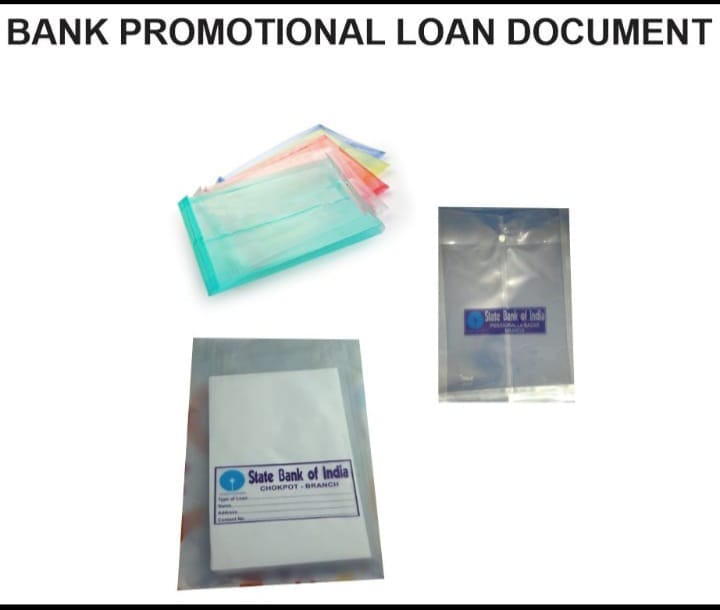 BANK PROMOTIONAL LOAN DOCUMENT
State Bank of India
BRANCH
State Bank of India
CHOKPOT - BRANCH
Type of Loan
Name
Address
Contact No.